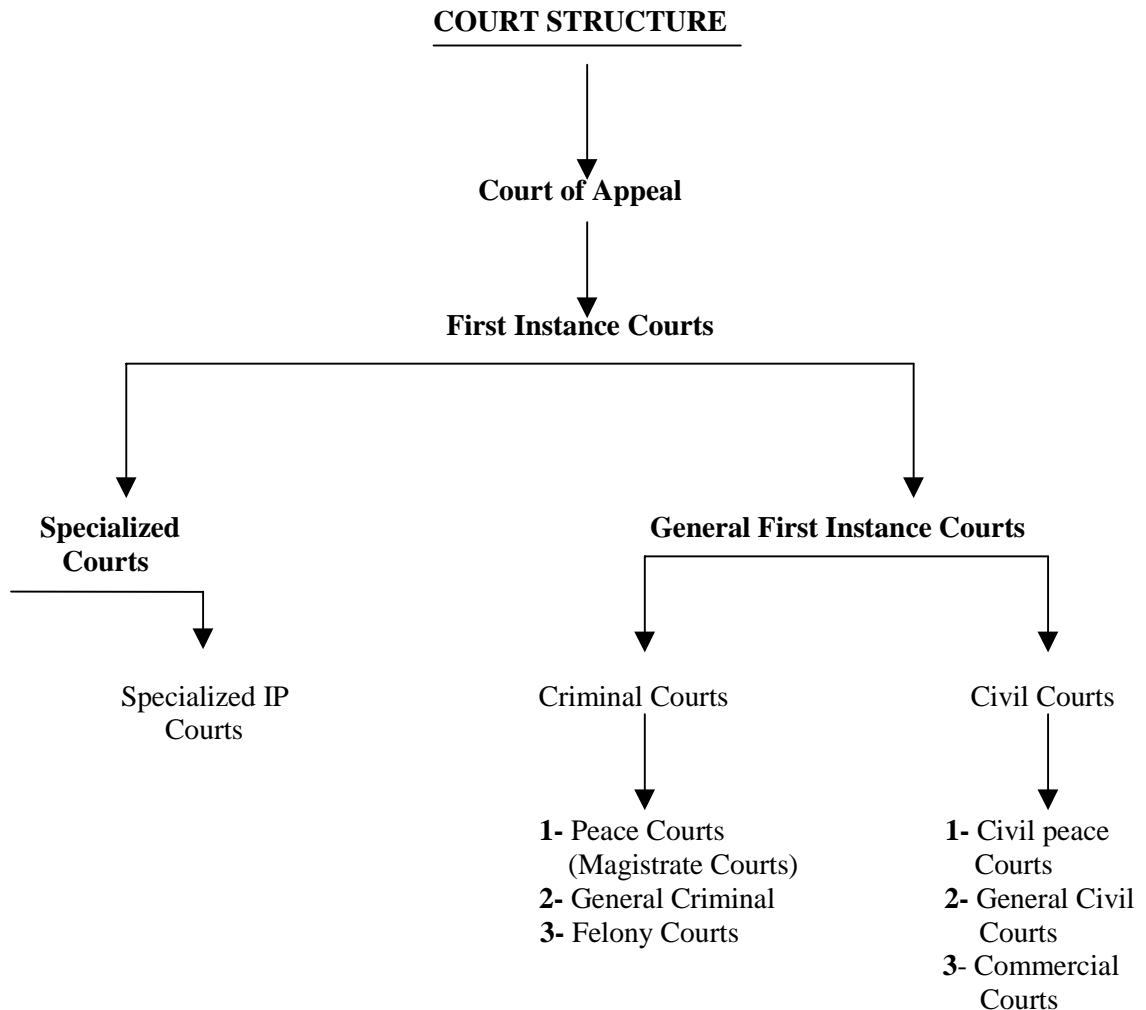 COURT STRUCTURE
Court of Appeal
First Instance Courts
Specialized
Courts
General First Instance Courts
Specialized IP
Courts
Criminal Courts
Civil Courts
1- Peace Courts
(Magistrate Courts)
2- General Criminal
3- Felony Courts
1- Civil peace
Courts
2- General Civil
Courts
3- Commercial
Courts